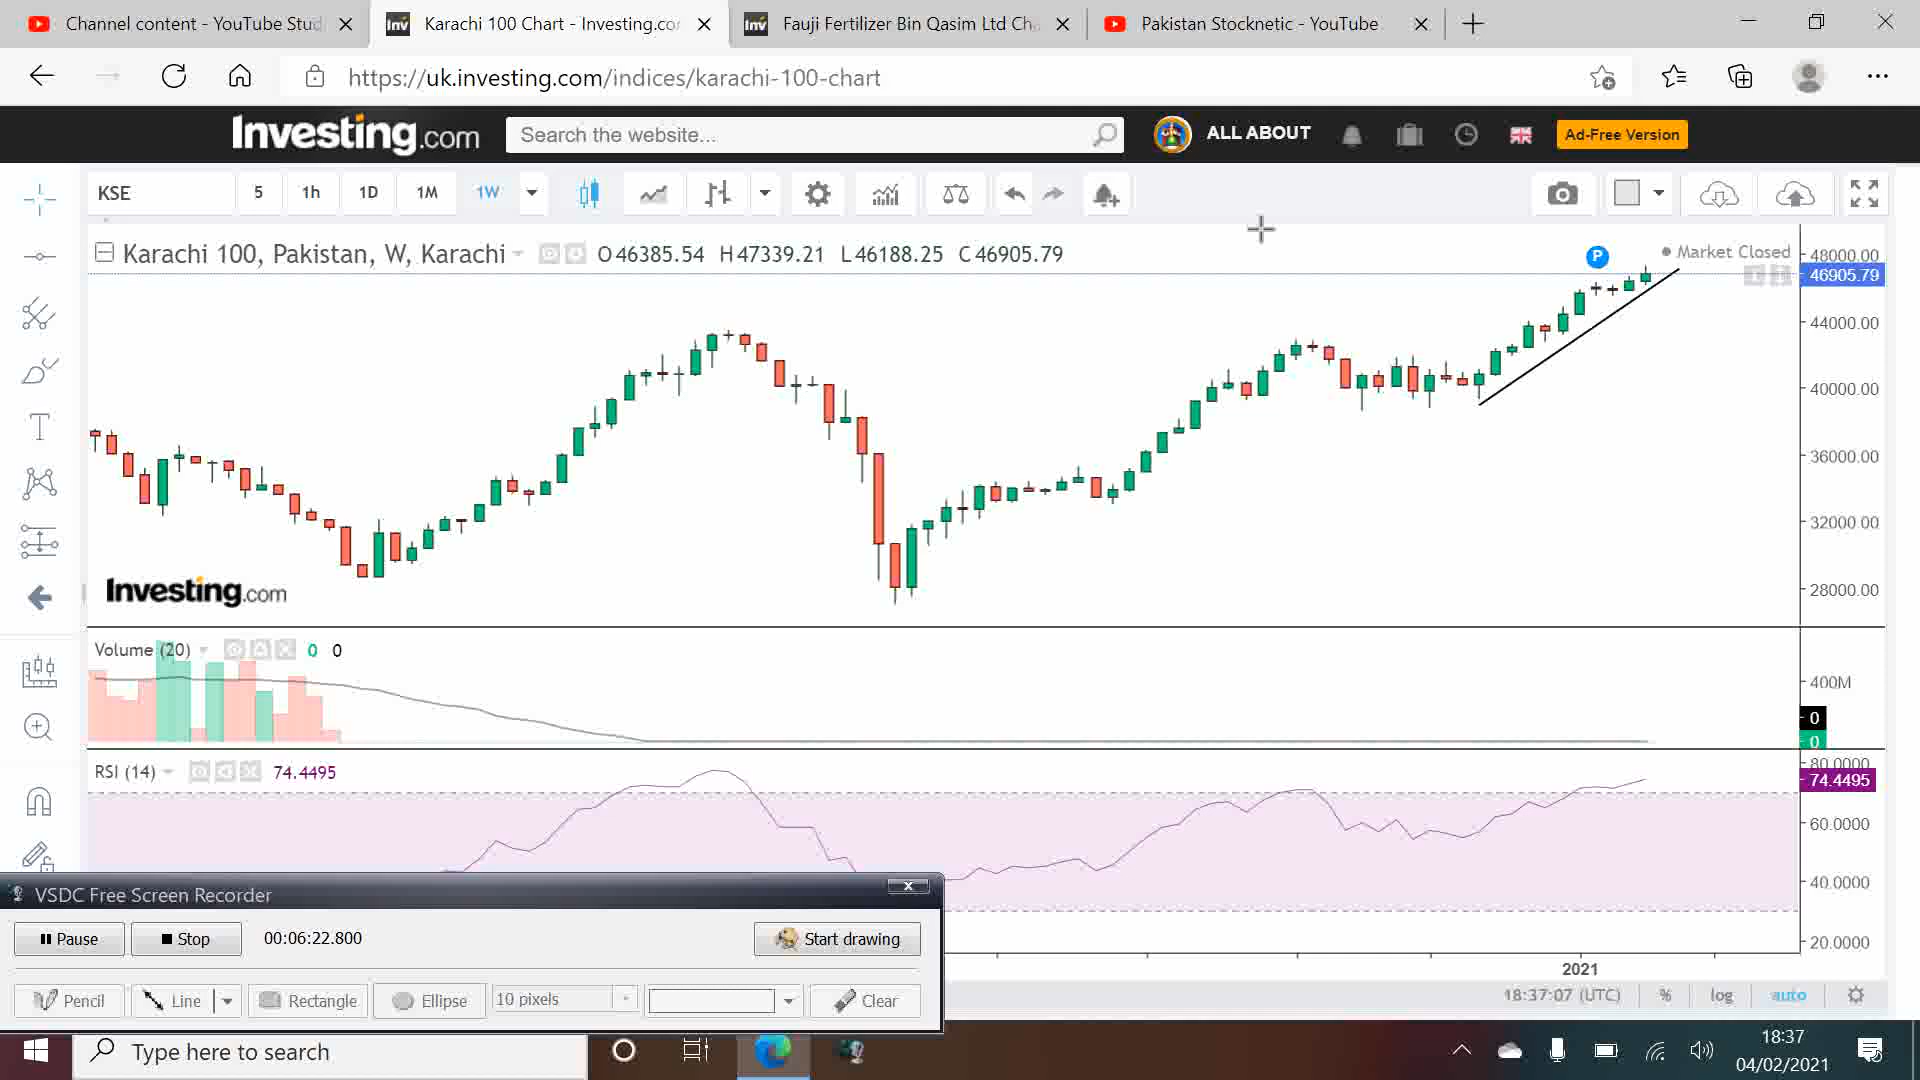 Channel content - YouTube Stud
Karachi 100 Chart - Investing.cor
Fauji Fertilizer Bin Qasim Ltd Cha
Pakistan Stocknetic - YouTube
https://uk.investing.com/indices/karachi-100-chart
Investing.com
Search the website...
ALL ABOUT
Ad-Free Version
KSE
5
1h
1D
1M
1W
Karachi 100, Pakistan, W, Karachi
O46385.54 H47339.21 L46188.25 C46905.79
P
Market Closed
48000.00
46905.79
44000.00
40000.00
36000.00
32000.00
28000.00
Investing.com
Volume (20)
0 0
400M
0
0
RSI (14)
74.4495
80.0000
74.4495
60.0000
40.0000
20.0000
2021
18:37:07 (UTC)
%
log
auto
VSDC Free Screen Recorder
Pause
Stop
00:06:22.800
Start drawing
Pencil
Line
Rectangle
Ellipse
10 pixels
Clear
Type here to search
18:37
04/02/2021